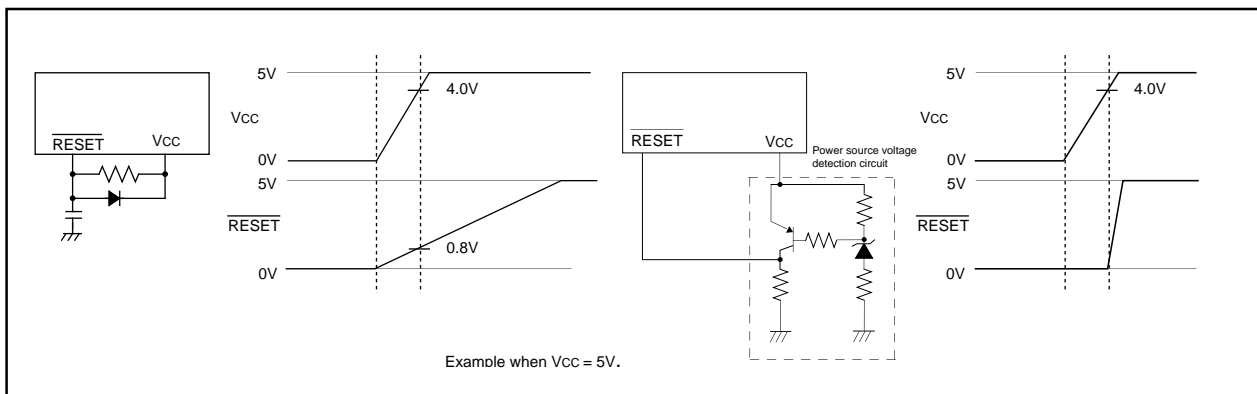 5V
VCC
4.0V
0V
5V
RESET
0.8V
0V
RESET
VCC
RESET
VCC
Power source voltage
detection circuit
5V
VCC
4.0V
0V
5V
RESET
0V
Example when VCC = 5V.